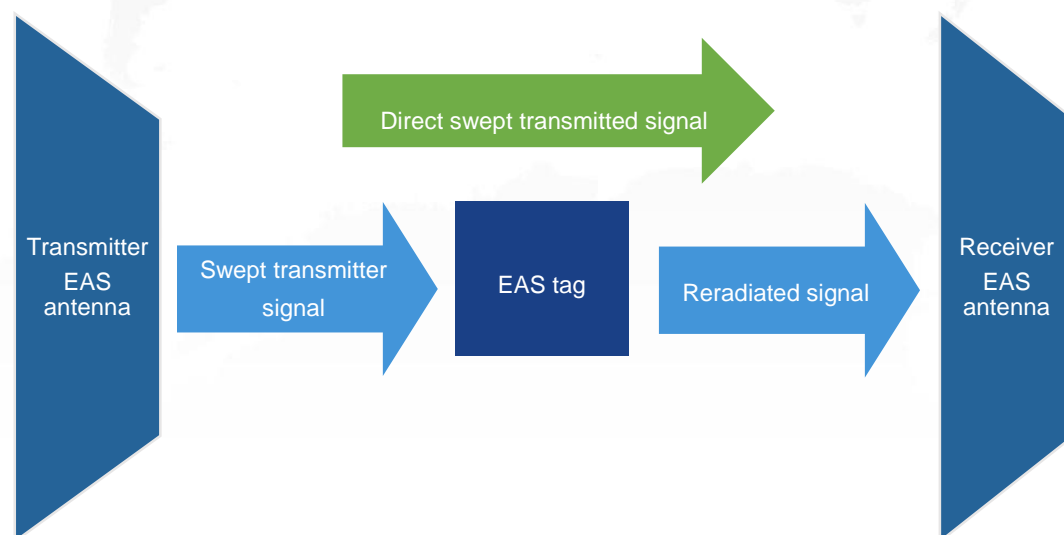 Direct swept transmitted signal
Transmitter
EAS
antenna
Swept transmitter
signal
EAS tag
Reradiated signal
Receiver
EAS
antenna